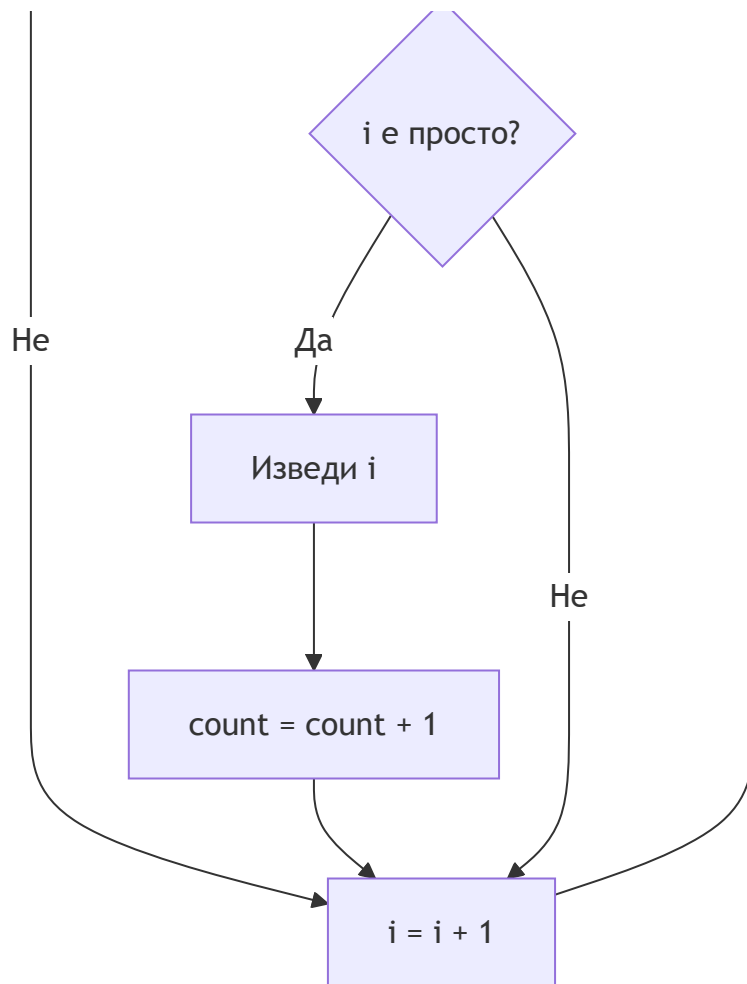 i е просто?
Не
Да
Изведи i
Не
count = count + 1
i = i + 1